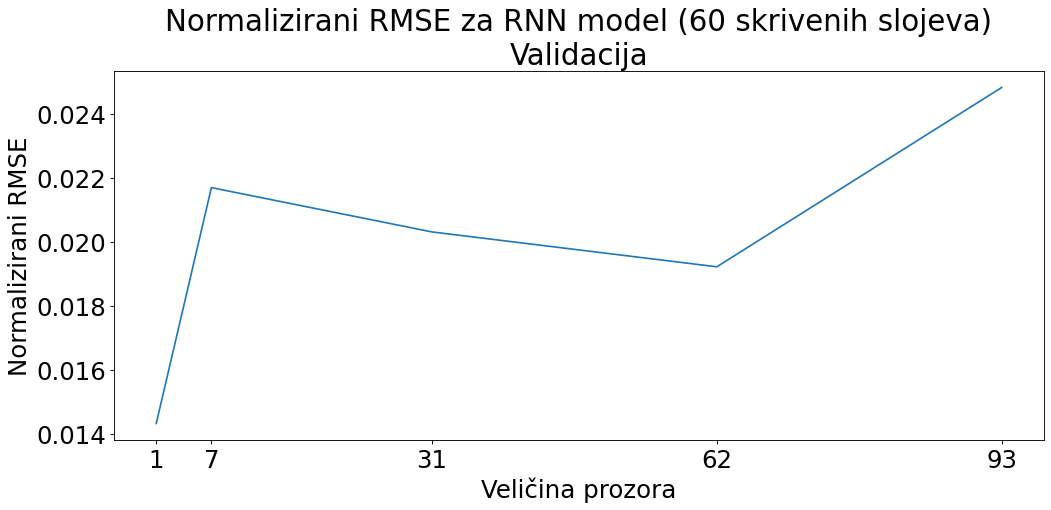 Normalizirani RMSE za RNN model (60 skrivenih slojeva)
Validacija
Normalizirani RMSE
0.024
0.022
0.020
0.018
0.016
0.014
1 7 31 62 93
Veličina prozora